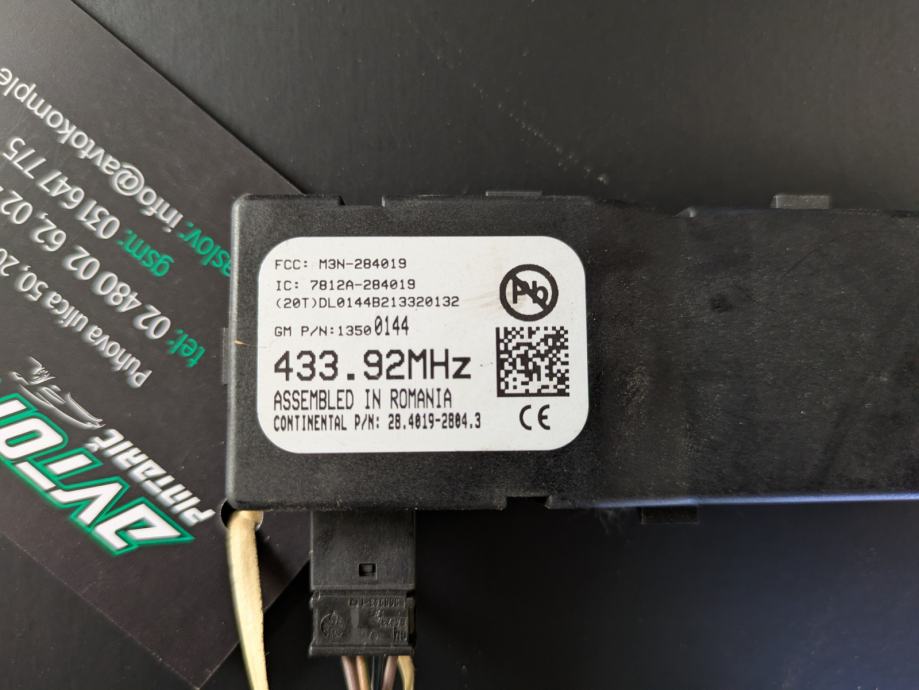 FCC: M3N-284019
IC: 7812A-284019
(20T)DL0144B213320132
GM P/N:13500144
433.92MHz
ASSEMBLED IN ROMANIA
CONTINENTAL P/N: 28.4019-2804.3
Pb
CE
info@avtokomple
gsm: 031 647 775
tel: 02 480 02 62, 02
Puhova ulica 50, 20
Pintarič